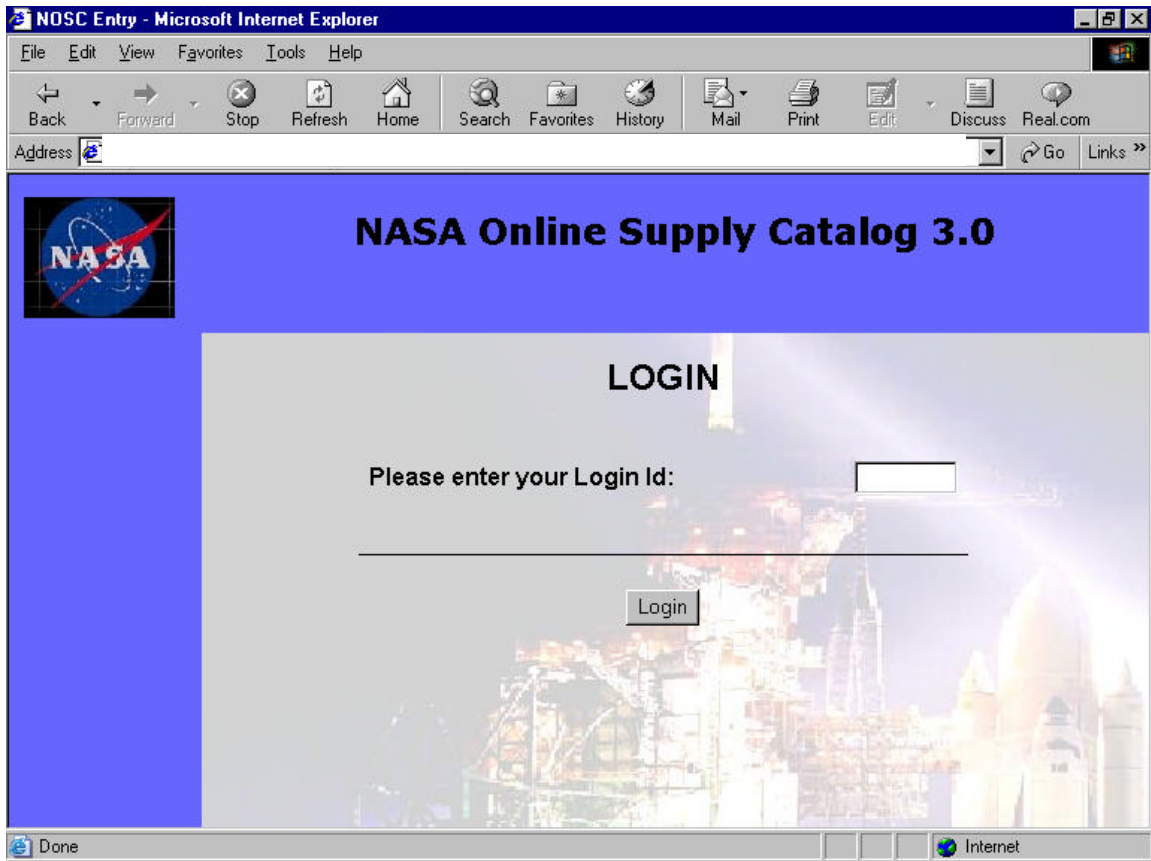 NOSC Entry - Microsoft Internet Explorer
File Edit View Favorites Tools Help
Back Forward Stop Refresh Home Search Favorites History Mail Print Edit Discuss Real.com
Address Go Links »
NASA
NASA Online Supply Catalog 3.0
LOGIN
Please enter your Login Id:
Login
Done Internet